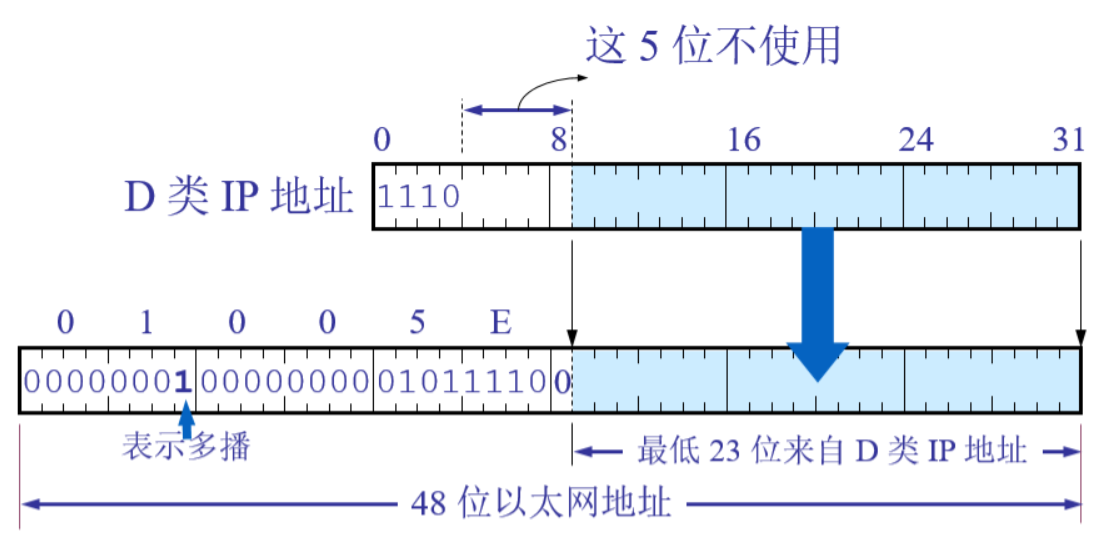 这 5 位不使用
0 8 16 24 31
D 类 IP 地址 1110
0 1 0 0 5 E
00000001 00000000 01011110 0
表示多播
最低 23 位来自 D 类 IP 地址
48 位以太网地址